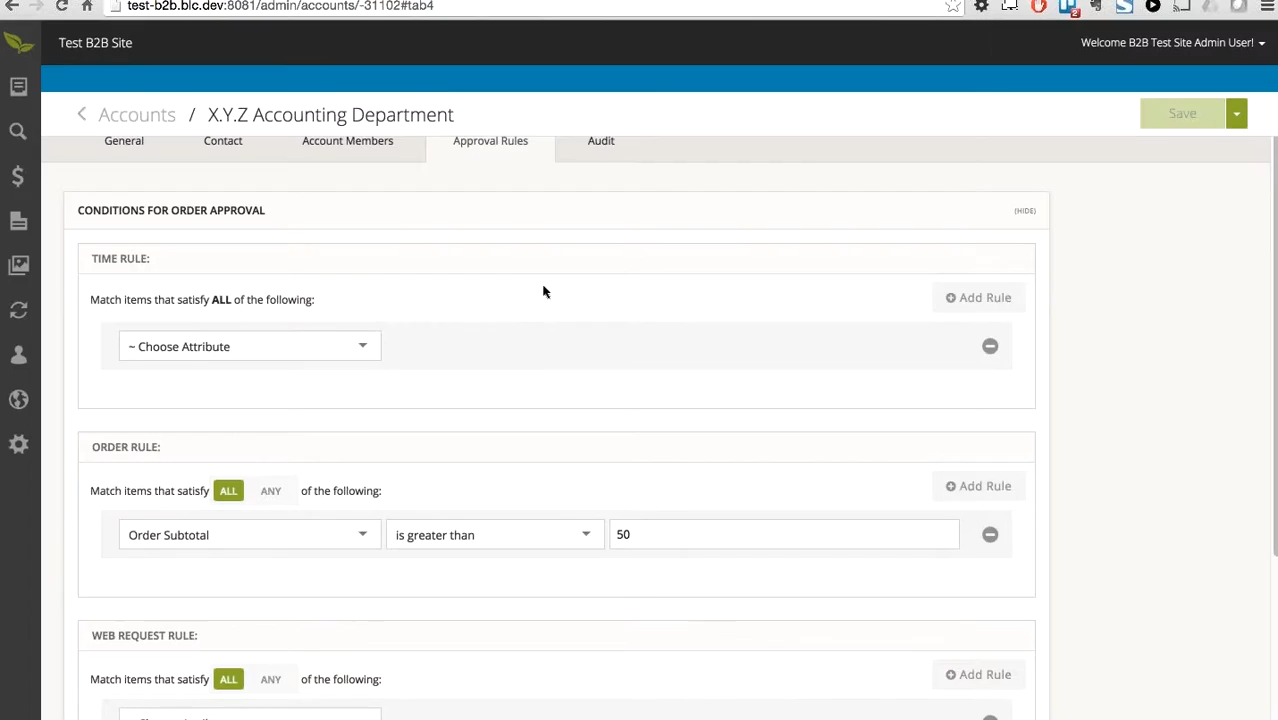 test-b2b.blc.dev:8081/admin/accounts/-31102#tab4
2
Test B2B Site
Welcome B2B Test Site Admin User!
Accounts / X.Y.Z Accounting Department
Save
General Contact Account Members Approval Rules Audit
CONDITIONS FOR ORDER APPROVAL
(HIDE)
TIME RULE:
Match items that satisfy ALL of the following:
Add Rule
~ Choose Attribute
ORDER RULE:
Match items that satisfy ALL ANY of the following:
Add Rule
Order Subtotal is greater than 50
WEB REQUEST RULE:
Match items that satisfy ALL ANY of the following:
Add Rule